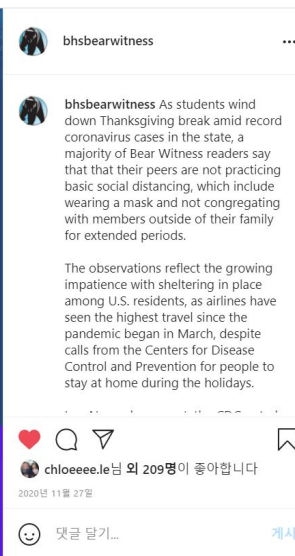 bhsbearwitness
bhsbearwitness As students wind
down Thanksgiving break amid record
coronavirus cases in the state, a
majority of Bear Witness readers say
that that their peers are not practicing
basic social distancing, which include
wearing a mask and not congregating
with members outside of their family
for extended periods.
The observations reflect the growing
impatience with sheltering in place
among U.S. residents, as airlines have
seen the highest travel since the
pandemic began in March, despite
calls from the Centers for Disease
Control and Prevention for people to
stay at home during the holidays.
chloeeee.le님 외 209명이 좋아합니다
2020년 11월 27일
댓글 달기...
게시